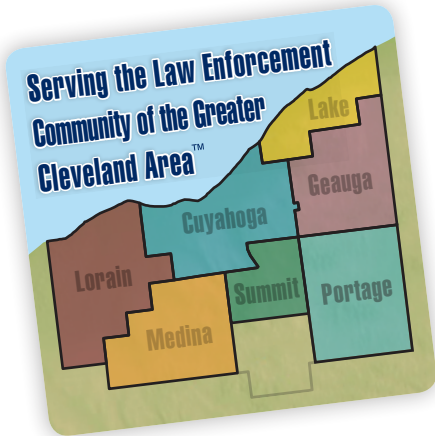 Serving the Law Enforcement
Community of the Greater
Cleveland Area™
Lake
Geauga
Cuyahoga
Lorain
Summit
Portage
Medina